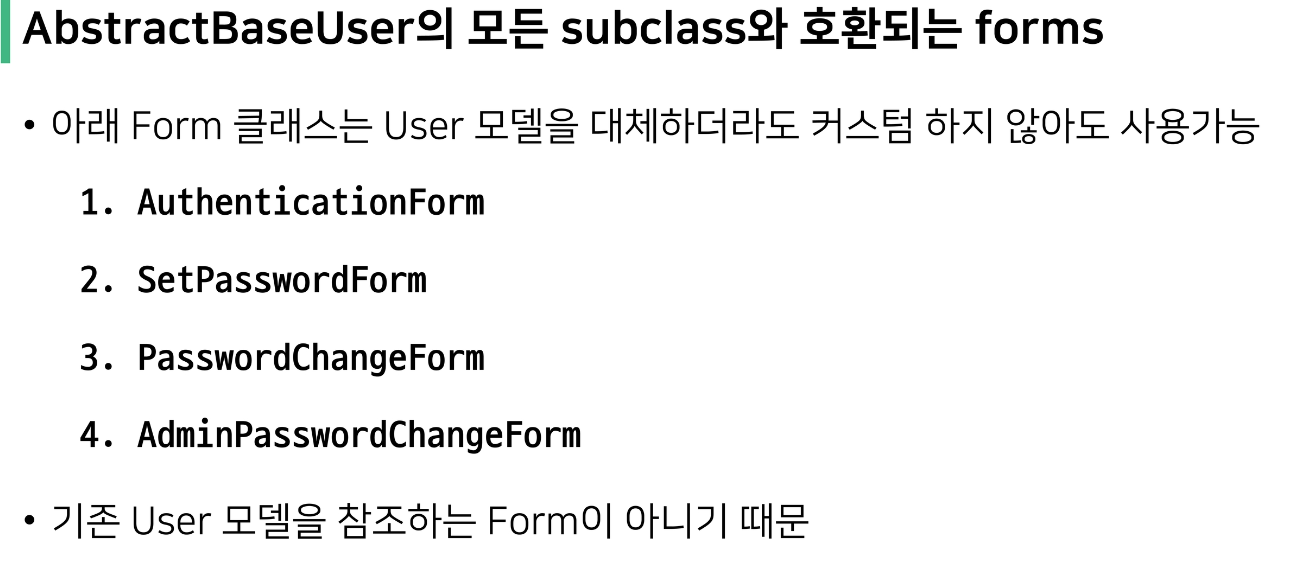 AbstractBaseUser의 모든 subclass와 호환되는 forms
• 아래 Form 클래스는 User 모델을 대체하더라도 커스텀 하지 않아도 사용가능
1. AuthenticationForm
2. SetPasswordForm
3. PasswordChangeForm
4. AdminPasswordChangeForm
• 기존 User 모델을 참조하는 Form이 아니기 때문